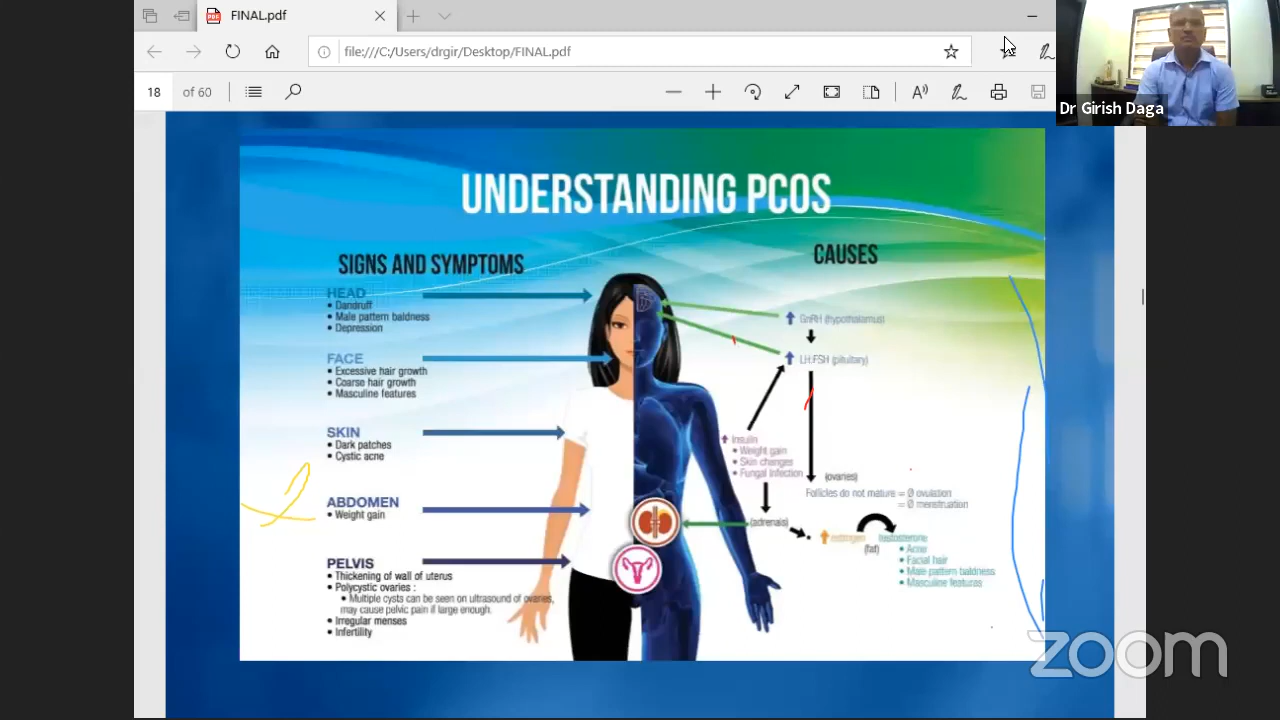 FINAL.pdf
file:///C:/Users/drgir/Desktop/FINAL.pdf
18 of 60
Dr Girish Daga
UNDERSTANDING PCOS
SIGNS AND SYMPTOMS
HEAD
• Dandruff
• Male pattern baldness
• Depression
FACE
• Excessive hair growth
• Coarse hair growth
• Masculine features
SKIN
• Dark patches
• Cystic acne
ABDOMEN
• Weight gain
PELVIS
• Thickening of wall of uterus
• Polycystic ovaries :
• Multiple cysts can be seen on ultrasound of ovaries,
may cause pelvic pain if large enough.
• Irregular menses
• Infertility
CAUSES
GnRH (hypothalamus)
LH:FSH (pituitary)
Insulin
• Weight gain
• Skin changes
• Fungal Infection
(ovaries)
Follicles do not mature = Ø ovulation
= Ø menstruation
(adrenals)
estrogen
(fat)
testosterone:
• Acne
• Facial hair
• Male pattern baldness
• Masculine features
zoom